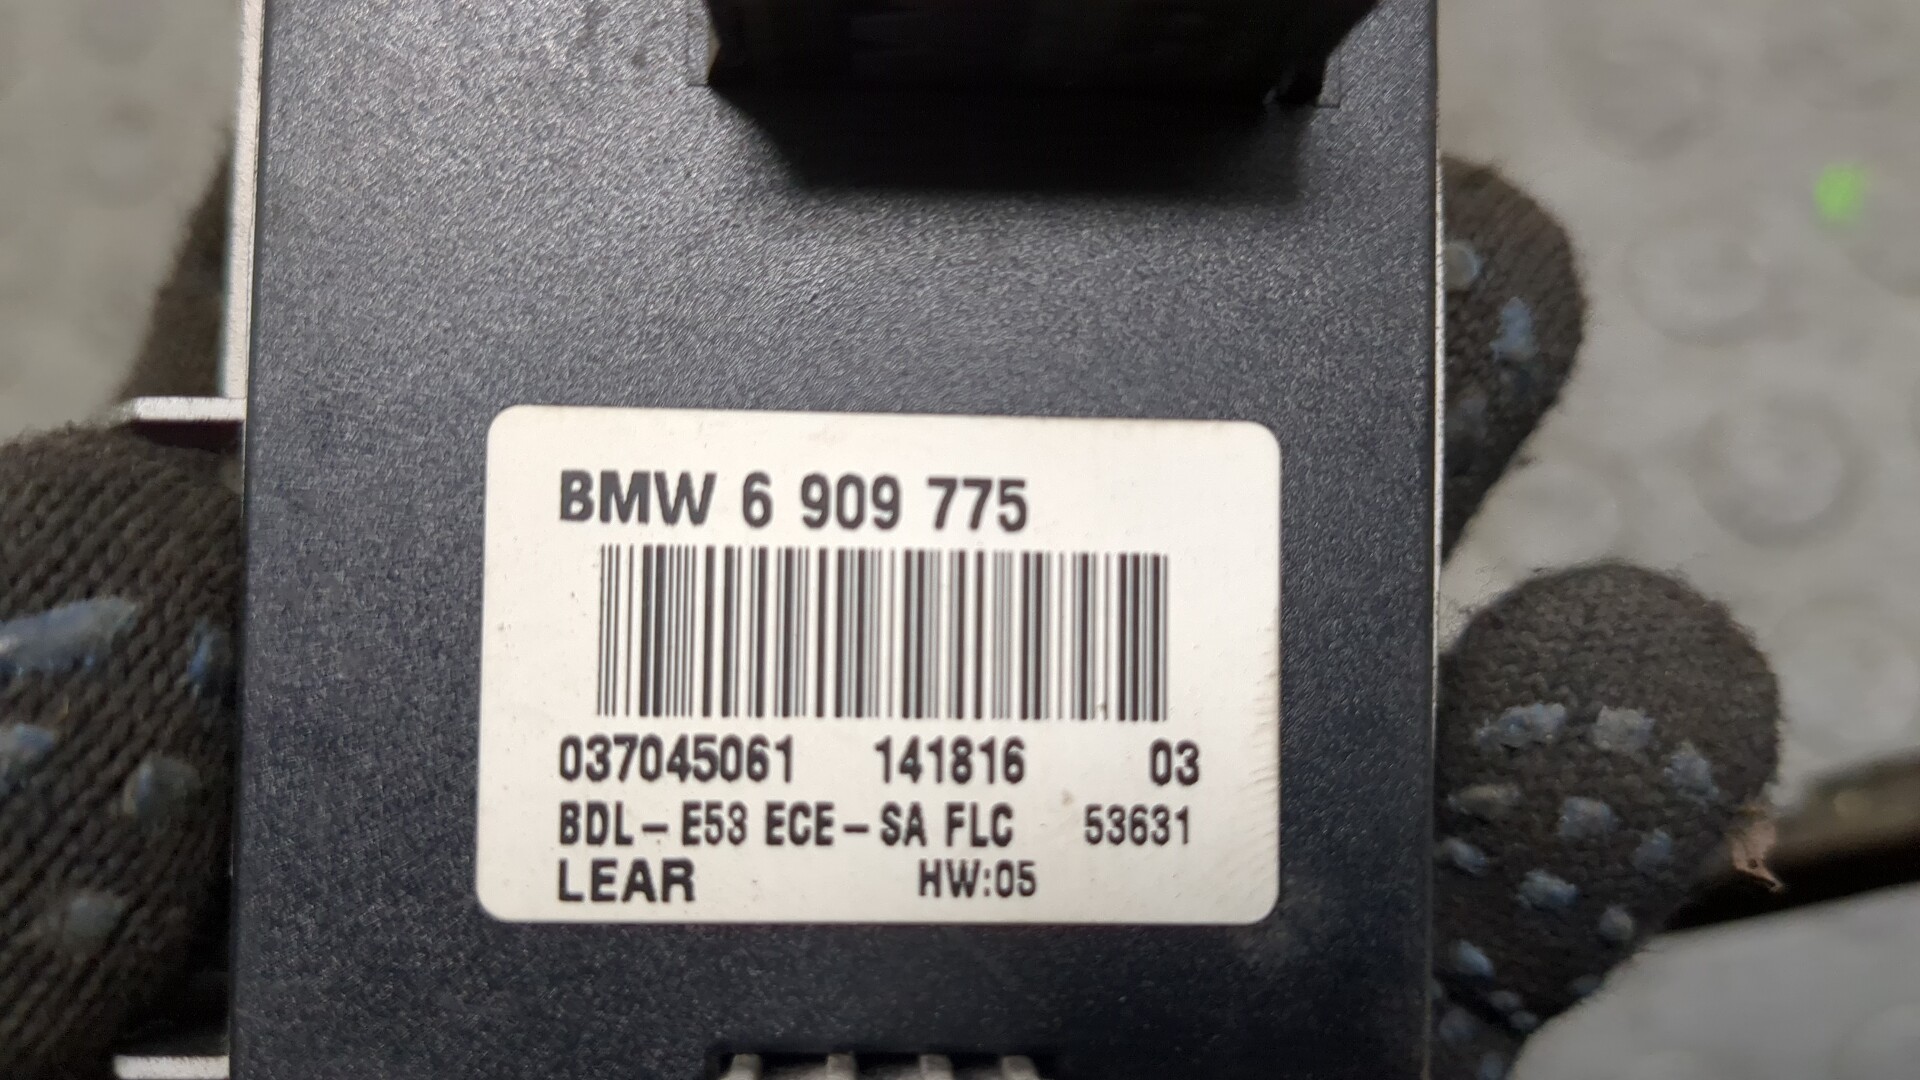 BMW 6 909 775
037045061 141816 03
BDL-E53 ECE-SA FLC 53631
LEAR HW:05